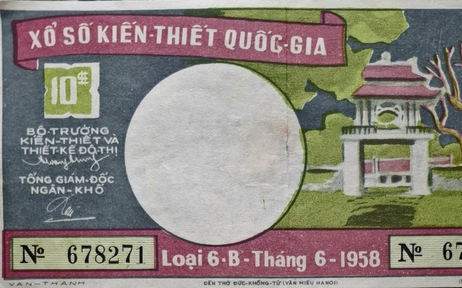 XỔ SỐ KIẾN-THIẾT QUỐC-GIA
10$
BỘ-TRƯỞNG
KIẾN-THIẾT VÀ
THIẾT-KẾ ĐÔ-THỊ
TỔNG GIÁM-ĐỐC
NGÂN-KHỐ
Nº 678271
Loại 6-B-Tháng 6-1958
Nº 67
VAN-THANH
ĐỀN THỜ ĐỨC-KHỔNG-TỬ (VĂN MIẾU HANOI)